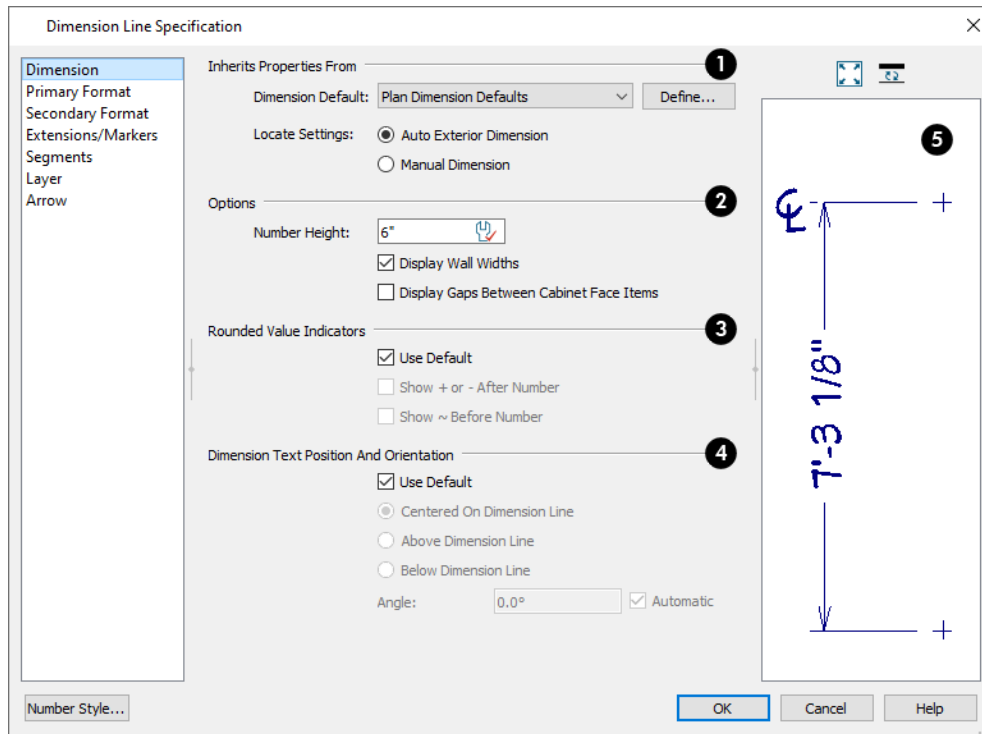 Dimension Line Specification
Dimension
Primary Format
Secondary Format
Extensions/Markers
Segments
Layer
Arrow
Inherits Properties From
1
Dimension Default: Plan Dimension Defaults Define...
Locate Settings: Auto Exterior Dimension
Manual Dimension
Options
2
Number Height: 6"
Display Wall Widths
Display Gaps Between Cabinet Face Items
Rounded Value Indicators
3
Use Default
Show + or - After Number
Show ~ Before Number
Dimension Text Position And Orientation
4
Use Default
Centered On Dimension Line
Above Dimension Line
Below Dimension Line
Angle: 0.0° Automatic
5
℄
7'-3 1/8"
Number Style... OK Cancel Help